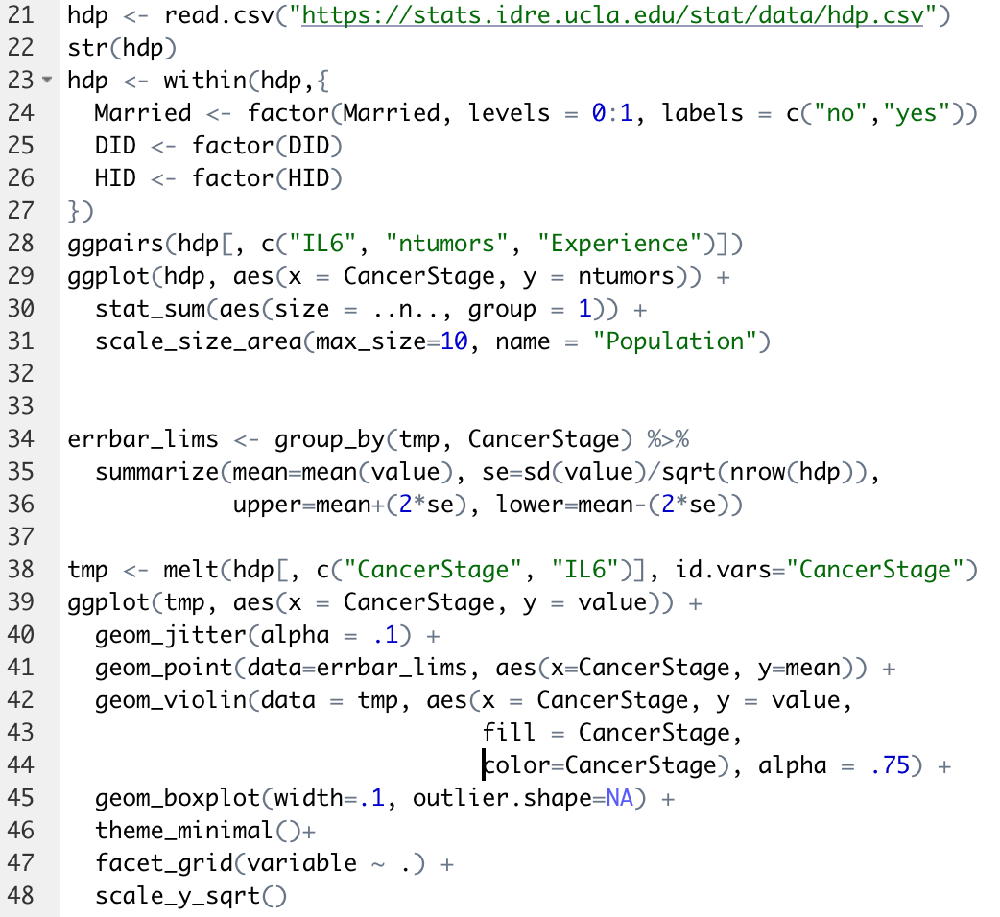 21 hdp <- read.csv("https://stats.idre.ucla.edu/stat/data/hdp.csv")
22 str(hdp)
23 hdp <- within(hdp,{
24   Married <- factor(Married, levels = 0:1, labels = c("no","yes"))
25   DID <- factor(DID)
26   HID <- factor(HID)
27 })
28 ggpairs(hdp[, c("IL6", "ntumors", "Experience")])
29 ggplot(hdp, aes(x = CancerStage, y = ntumors)) +
30   stat_sum(aes(size = ..n.., group = 1)) +
31   scale_size_area(max_size=10, name = "Population")
32
33
34 errbar_lims <- group_by(tmp, CancerStage) %>%
35   summarize(mean=mean(value), se=sd(value)/sqrt(nrow(hdp)),
36             upper=mean+(2*se), lower=mean-(2*se))
37
38 tmp <- melt(hdp[, c("CancerStage", "IL6")], id.vars="CancerStage")
39 ggplot(tmp, aes(x = CancerStage, y = value)) +
40   geom_jitter(alpha = .1) +
41   geom_point(data=errbar_lims, aes(x=CancerStage, y=mean)) +
42   geom_violin(data = tmp, aes(x = CancerStage, y = value,
43                               fill = CancerStage,
44                               color=CancerStage), alpha = .75) +
45   geom_boxplot(width=.1, outlier.shape=NA) +
46   theme_minimal()+
47   facet_grid(variable ~ .) +
48   scale_y_sqrt()